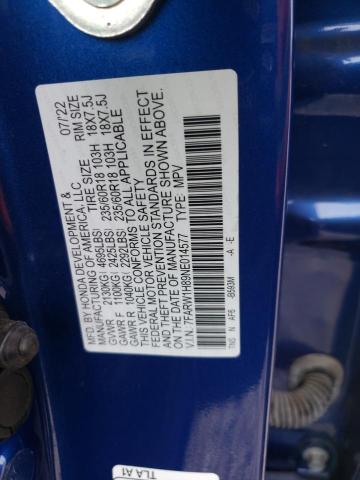 MFD. BY HONDA DEVELOPMENT & 07/'22
MANUFACTURING OF AMERICA, LLC
TIRE SIZE RIM SIZE
GVWR 2130KG( 4695LBS)
GAWR F 1100KG( 2425LBS) 235/60R18 103H 18X7.5J
GAWR R 1040KG( 2292LBS) 235/60R18 103H 18X7.5J
THIS VEHICLE CONFORMS TO ALL APPLICABLE
FEDERAL MOTOR VEHICLE SAFETY AND
THEFT PREVENTION STANDARDS IN EFFECT ON THE
DATE OF MANUFACTURE SHOWN ABOVE.
V.I.N.: 7FARW1H89NE014577 TYPE: MPV
TNS N AF6 -B593M -A -E
TLA A1